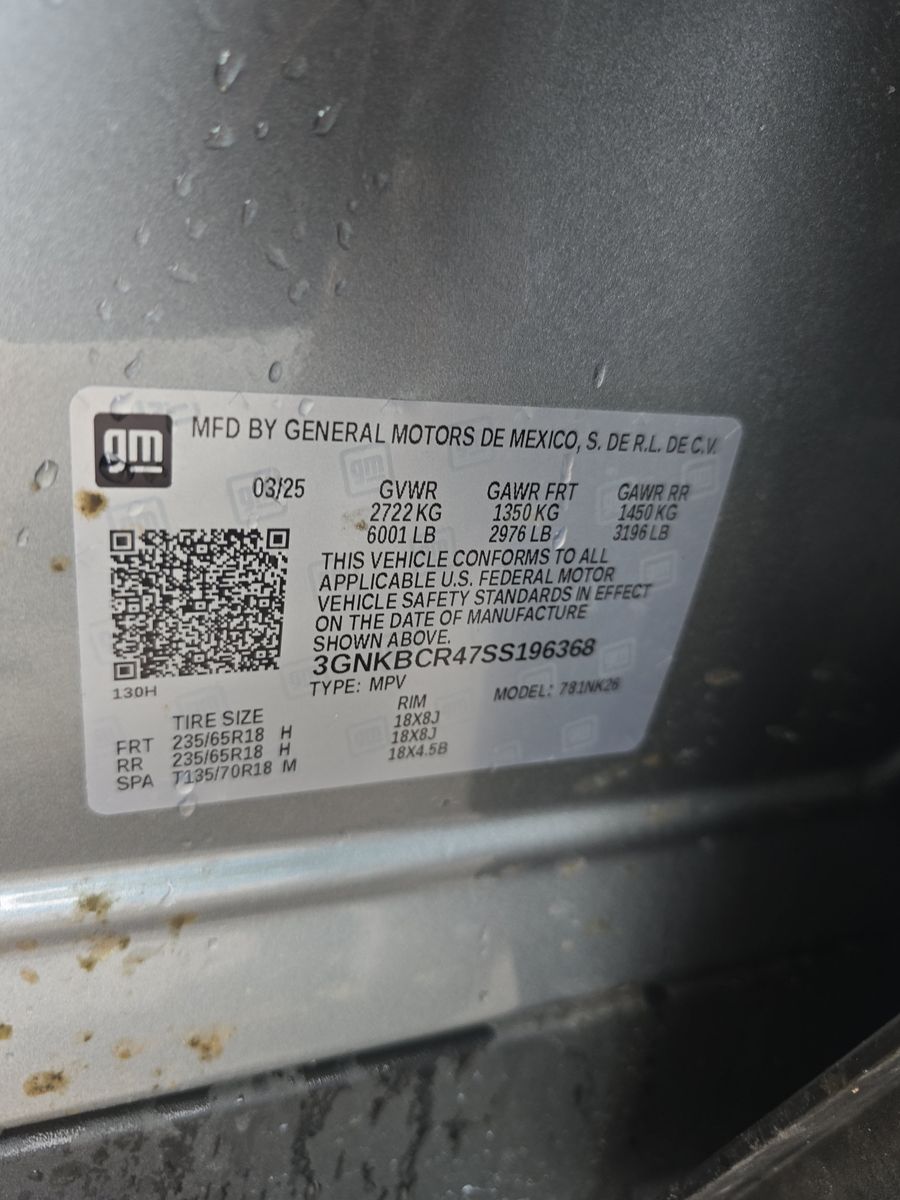 gm
MFD BY GENERAL MOTORS DE MEXICO, S. DE R.L. DE C.V.
03/25 GVWR GAWR FRT GAWR RR
2722 KG 1350 KG 1450 KG
6001 LB 2976 LB 3196 LB
THIS VEHICLE CONFORMS TO ALL
APPLICABLE U.S. FEDERAL MOTOR
VEHICLE SAFETY STANDARDS IN EFFECT
ON THE DATE OF MANUFACTURE
SHOWN ABOVE.
3GNKBCR47SS196368
130H TYPE: MPV MODEL: 781NK26
TIRE SIZE RIM
FRT 235/65R18 H 18X8J
RR 235/65R18 H 18X8J
SPA T135/70R18 M 18X4.5B